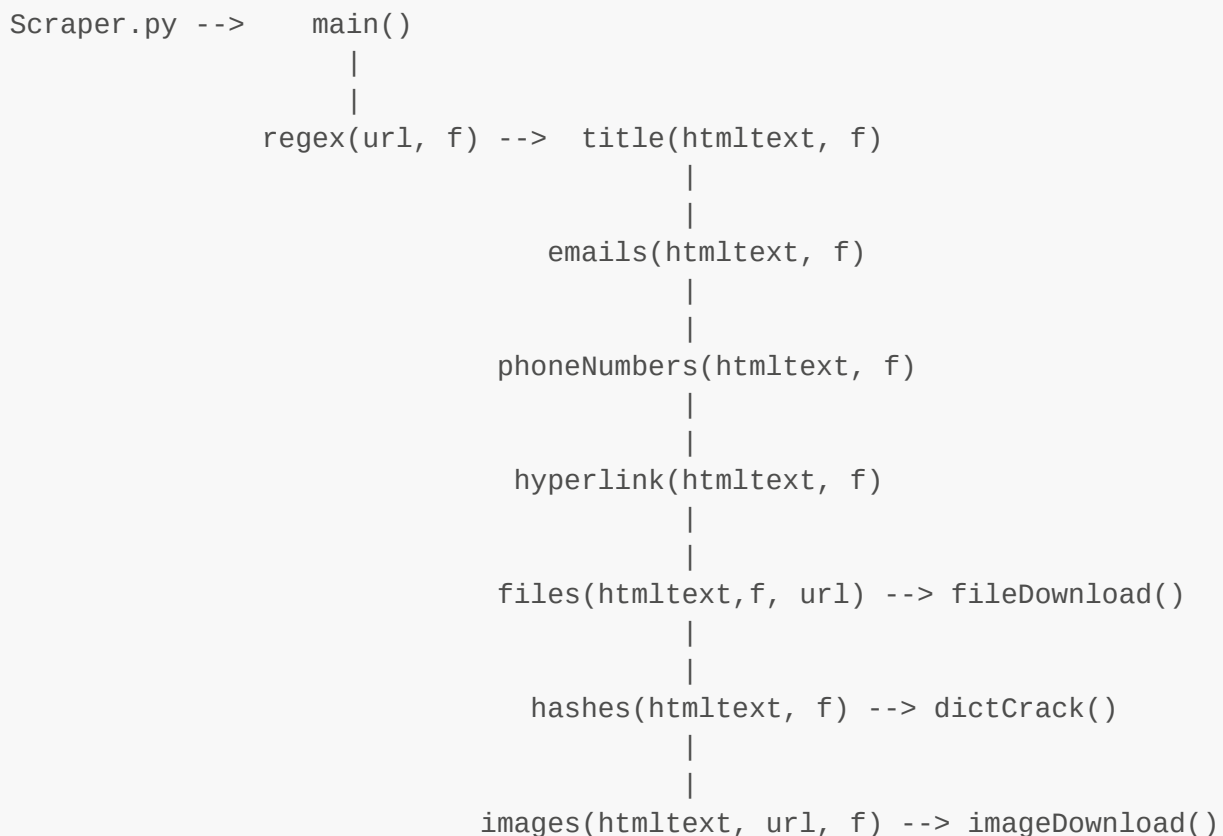 Scraper.py --> main()
|
|
regex(url, f) --> title(htmltext, f)
|
|
emails(htmltext, f)
|
|
phoneNumbers(htmltext, f)
|
|
hyperlink(htmltext, f)
|
|
files(htmltext,f, url) --> fileDownload()
|
|
hashes(htmltext, f) --> dictCrack()
|
|
images(htmltext, url, f) --> imageDownload()